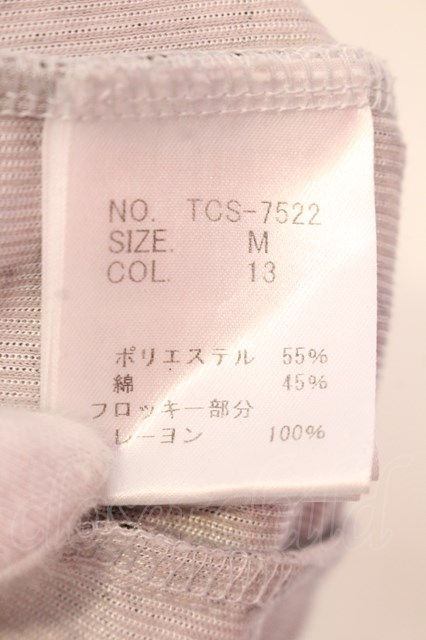 NO. TCS-7522
SIZE. M
COL. 13
ポリエステル 55%
綿 45%
フロッキー部分
レーヨン 100%